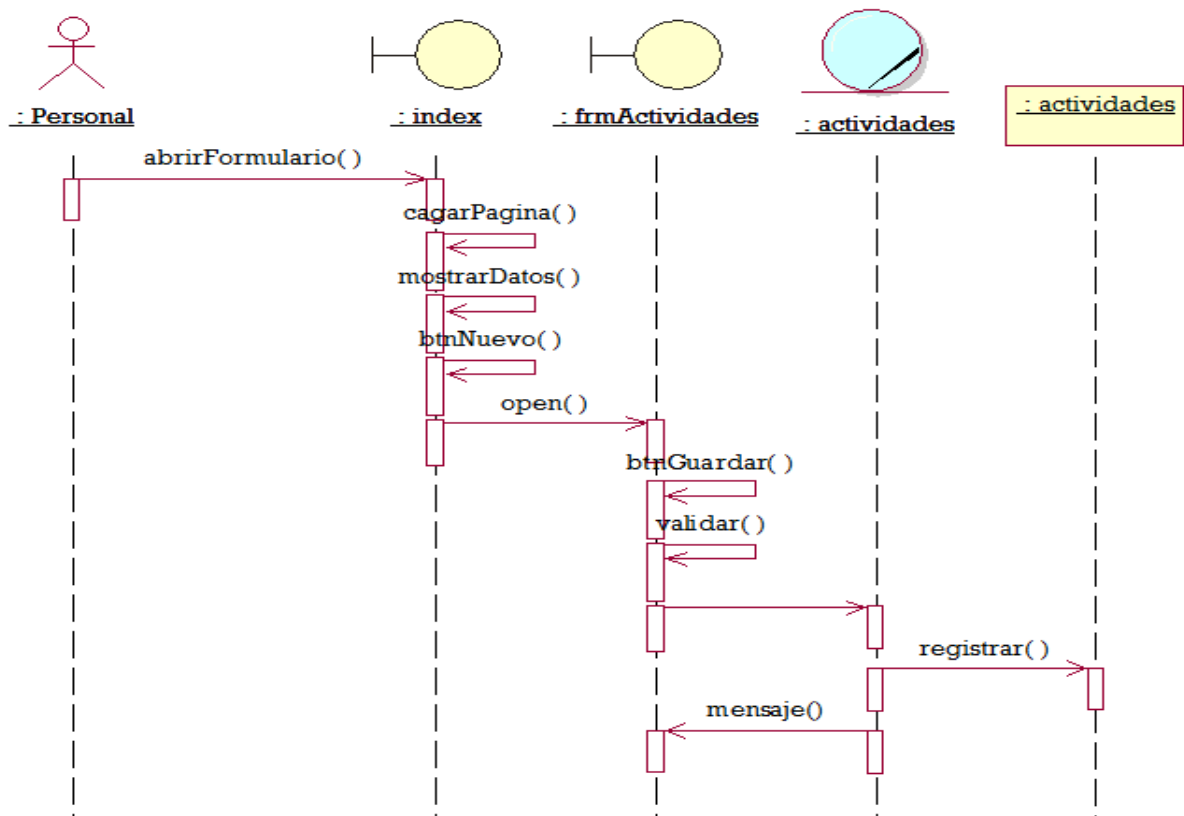 : Personal
: index
: frmActividades
: actividades
: actividades
abrirFormulario( )
cagarPagina( )
mostrarDatos( )
btnNuevo( )
open( )
btnGuardar( )
validar( )
registrar( )
mensaje()